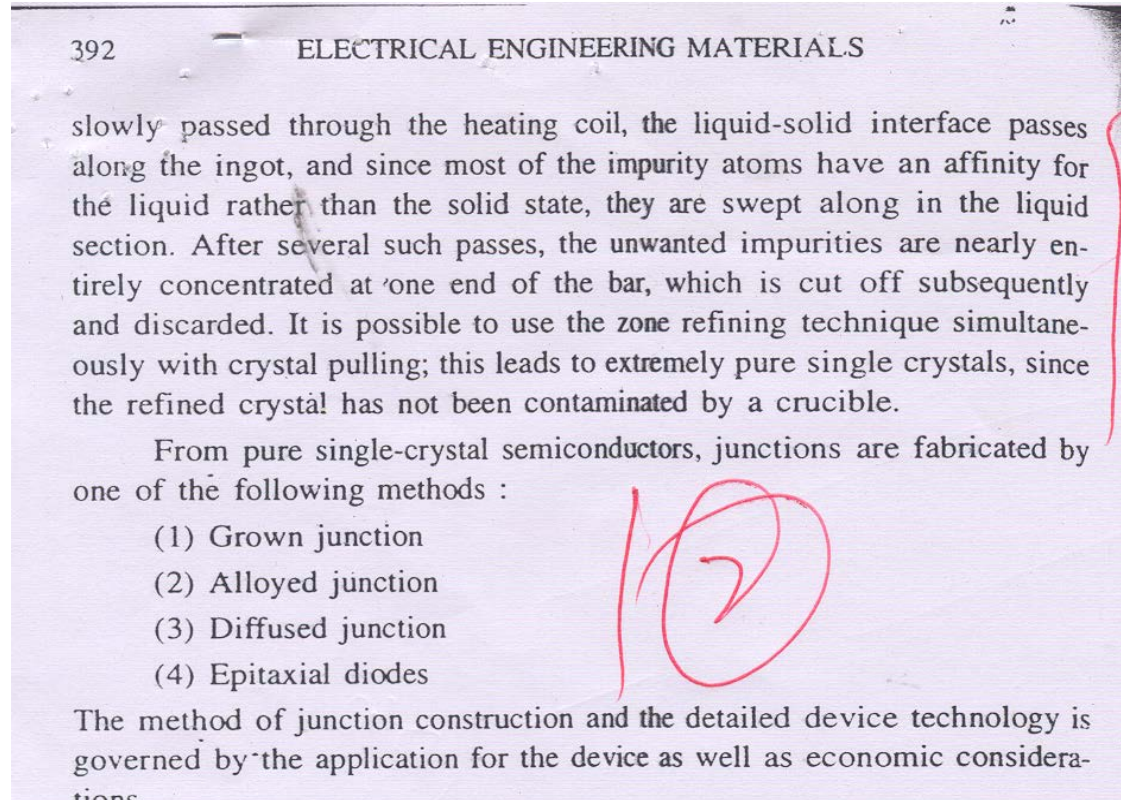 392 ELECTRICAL ENGINEERING MATERIALS
slowly passed through the heating coil, the liquid-solid interface passes
along the ingot, and since most of the impurity atoms have an affinity for
the liquid rather than the solid state, they are swept along in the liquid
section. After several such passes, the unwanted impurities are nearly en-
tirely concentrated at one end of the bar, which is cut off subsequently
and discarded. It is possible to use the zone refining technique simultane-
ously with crystal pulling; this leads to extremely pure single crystals, since
the refined crystal has not been contaminated by a crucible.
From pure single-crystal semiconductors, junctions are fabricated by
one of the following methods :
(1) Grown junction
(2) Alloyed junction
(3) Diffused junction
(4) Epitaxial diodes
The method of junction construction and the detailed device technology is
governed by the application for the device as well as economic considera-
tions